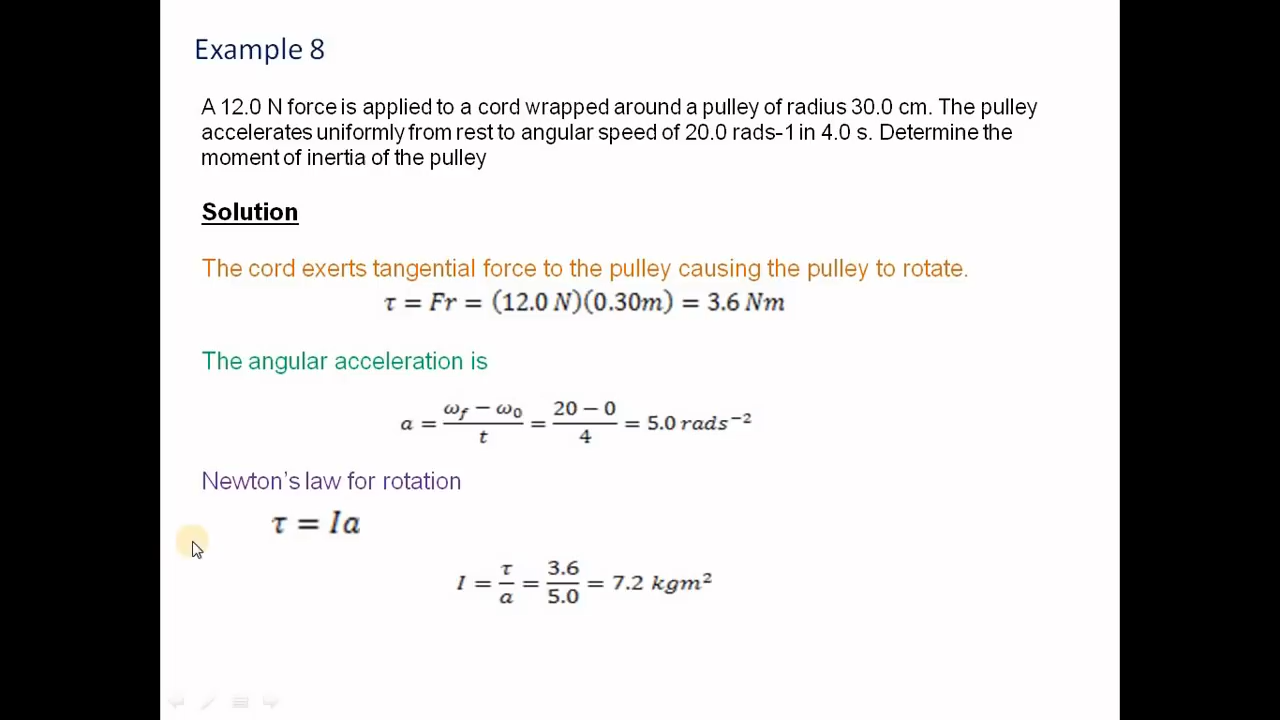 Example 8
A 12.0 N force is applied to a cord wrapped around a pulley of radius 30.0 cm. The pulley
accelerates uniformly from rest to angular speed of 20.0 rads-1 in 4.0 s. Determine the
moment of inertia of the pulley
Solution
The cord exerts tangential force to the pulley causing the pulley to rotate.
τ = Fr = (12.0 N)(0.30m) = 3.6 Nm
The angular acceleration is
a = (ω_f − ω_0)/t = (20 − 0)/4 = 5.0 rads⁻²
Newton's law for rotation
τ = Ia
I = τ/a = 3.6/5.0 = 7.2 kgm²